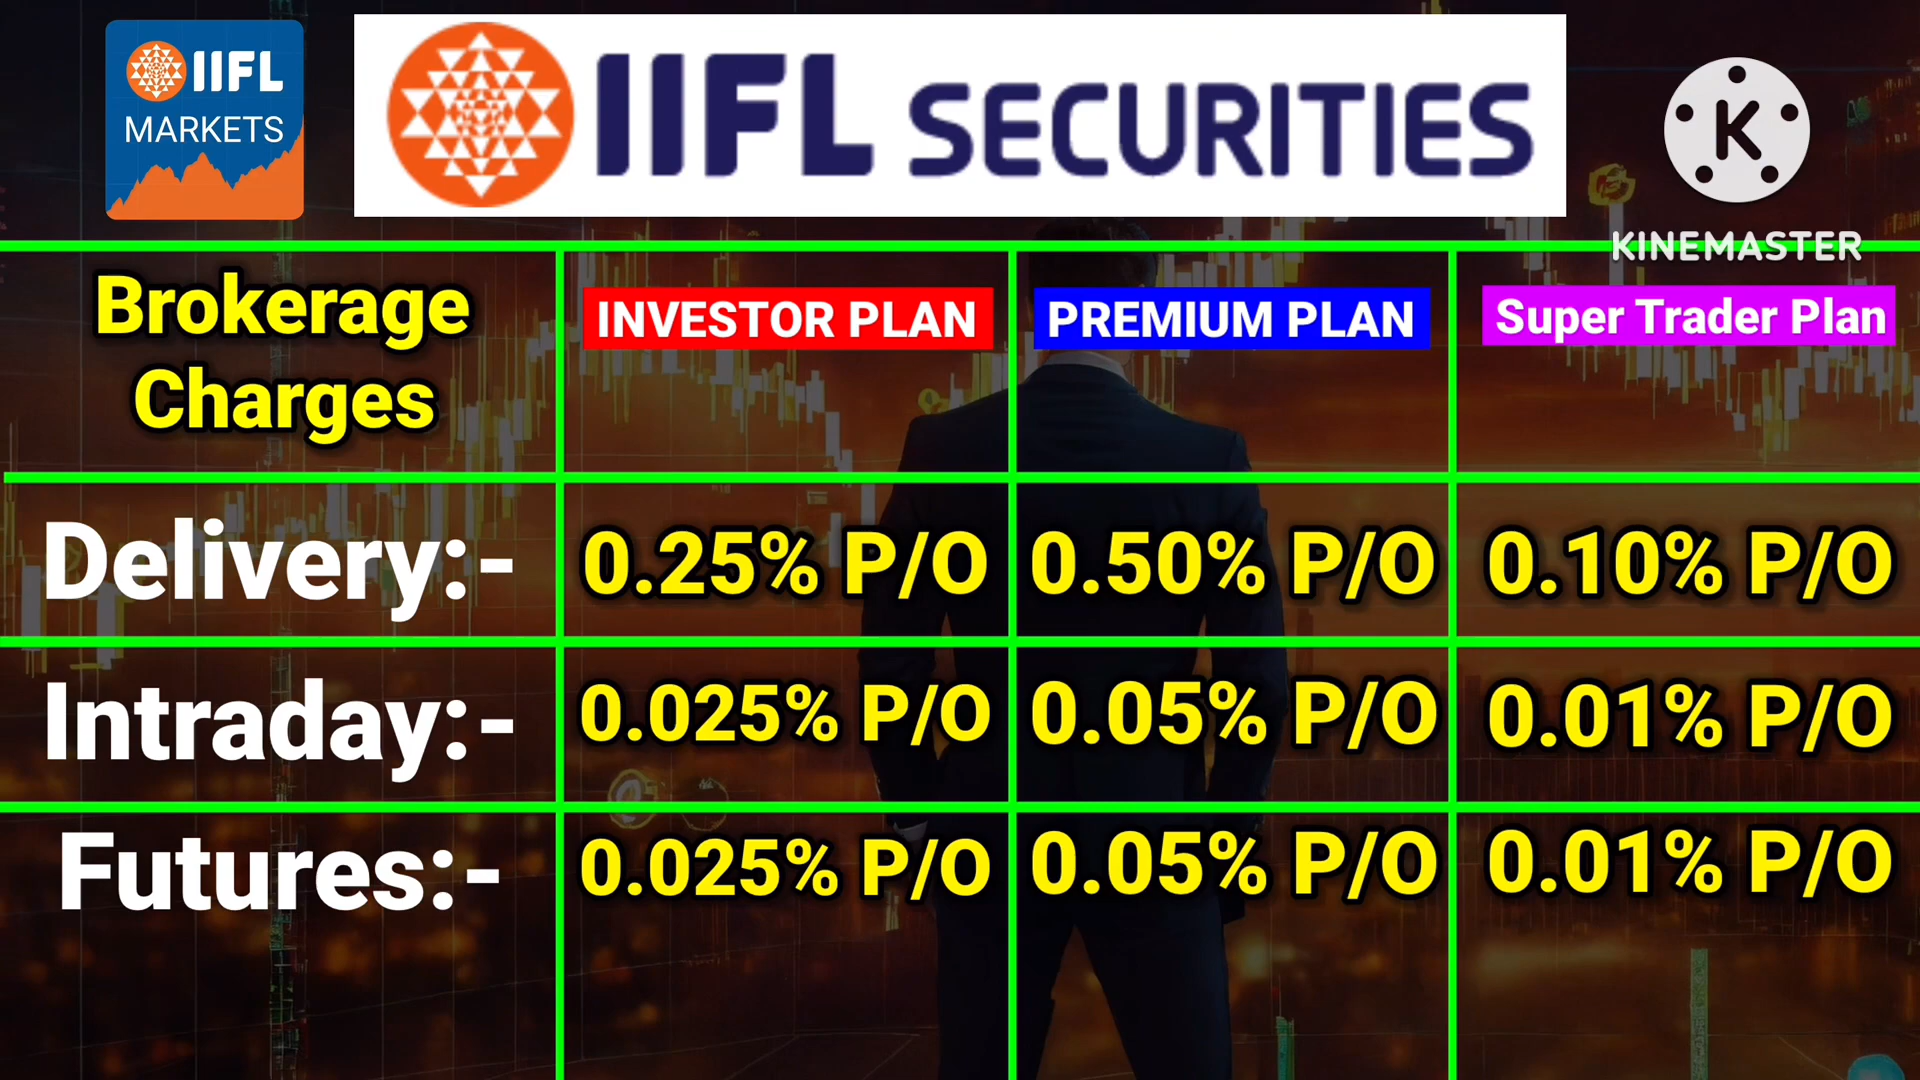 IIFL
MARKETS
IIFL SECURITIES
K
KINEMASTER
Brokerage
Charges
INVESTOR PLAN
PREMIUM PLAN
Super Trader Plan
Delivery:-
0.25% P/O
0.50% P/O
0.10% P/O
Intraday:-
0.025% P/O
0.05% P/O
0.01% P/O
Futures:-
0.025% P/O
0.05% P/O
0.01% P/O